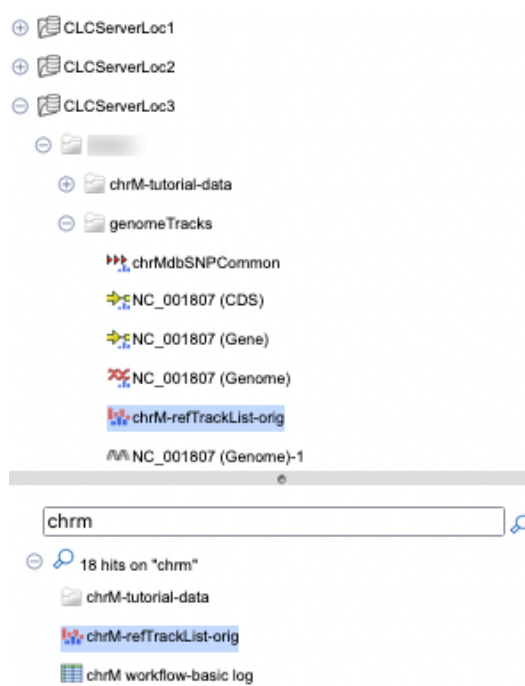 CLCServerLoc1
CLCServerLoc2
CLCServerLoc3
chrM-tutorial-data
genomeTracks
chrMdbSNPCommon
NC_001807 (CDS)
NC_001807 (Gene)
NC_001807 (Genome)
chrM-refTrackList-orig
NC_001807 (Genome)-1
chrm
18 hits on "chrm"
chrM-tutorial-data
chrM-refTrackList-orig
chrM workflow-basic log